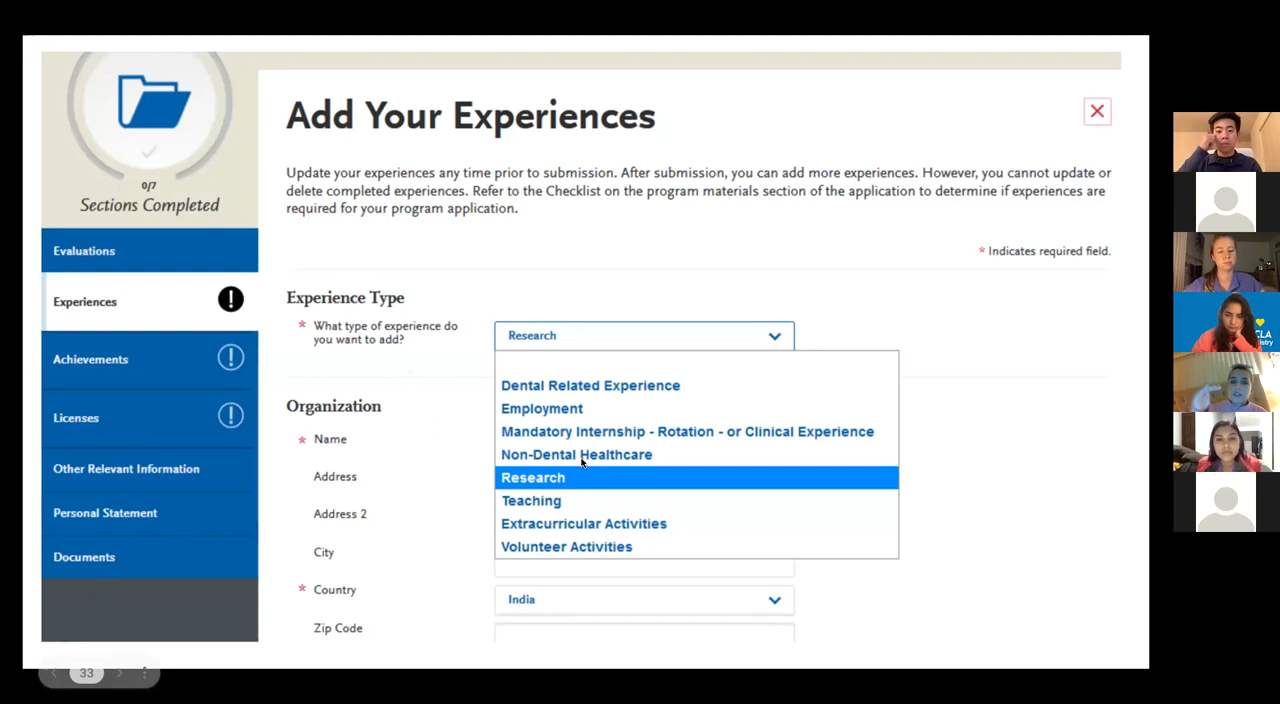 Add Your Experiences
Update your experiences any time prior to submission. After submission, you can add more experiences. However, you cannot update or
delete completed experiences. Refer to the Checklist on the program materials section of the application to determine if experiences are
required for your program application.
* Indicates required field.
0/7
Sections Completed
Evaluations
Experiences
Achievements
Licenses
Other Relevant Information
Personal Statement
Documents
Experience Type
* What type of experience do
you want to add?
Research
Dental Related Experience
Employment
Mandatory Internship - Rotation - or Clinical Experience
Non-Dental Healthcare
Research
Teaching
Extracurricular Activities
Volunteer Activities
Organization
* Name
Address
Address 2
City
* Country
India
Zip Code
33